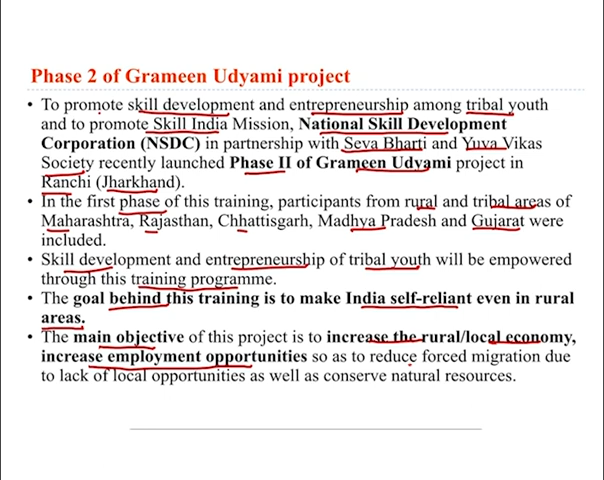 Phase 2 of Grameen Udyami project
• To promote skill development and entrepreneurship among tribal youth
and to promote Skill India Mission, National Skill Development
Corporation (NSDC) in partnership with Seva Bharti and Yuva Vikas
Society recently launched Phase II of Grameen Udyami project in
Ranchi (Jharkhand).
• In the first phase of this training, participants from rural and tribal areas of
Maharashtra, Rajasthan, Chhattisgarh, Madhya Pradesh and Gujarat were
included.
• Skill development and entrepreneurship of tribal youth will be empowered
through this training programme.
• The goal behind this training is to make India self-reliant even in rural
areas.
• The main objective of this project is to increase the rural/local economy,
increase employment opportunities so as to reduce forced migration due
to lack of local opportunities as well as conserve natural resources.